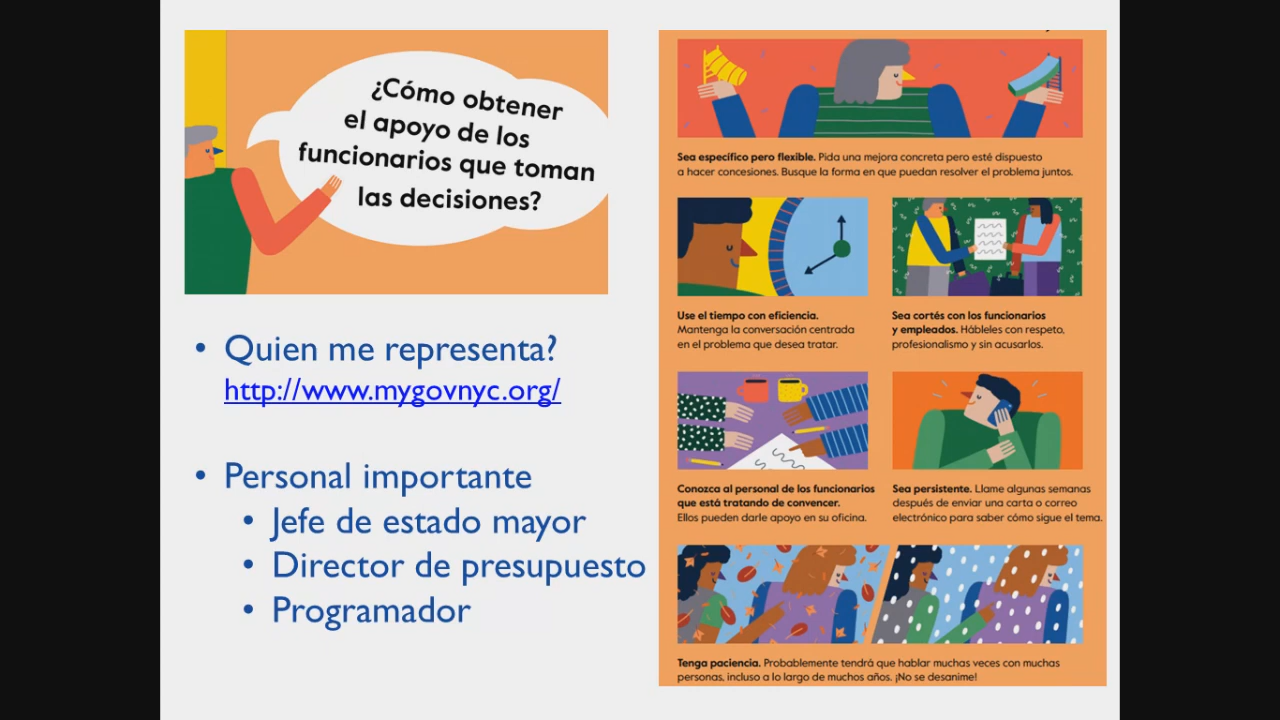 ¿Cómo obtener
el apoyo de los
funcionarios que toman
las decisiones?
• Quien me representa?
http://www.mygovnyc.org/
• Personal importante
• Jefe de estado mayor
• Director de presupuesto
• Programador
Sea específico pero flexible. Pida una mejora concreta pero esté dispuesto
a hacer concesiones. Busque la forma en que puedan resolver el problema juntos.
Use el tiempo con eficiencia.
Mantenga la conversación centrada
en el problema que desea tratar.
Sea cortés con los funcionarios
y empleados. Hábleles con respeto,
profesionalismo y sin acusarlos.
Conozca al personal de los funcionarios
que está tratando de convencer.
Ellos pueden darle apoyo en su oficina.
Sea persistente. Llame algunas semanas
después de enviar una carta o correo
electrónico para saber cómo sigue el tema.
Tenga paciencia. Probablemente tendrá que hablar muchas veces con muchas
personas, incluso a lo largo de muchos años. ¡No se desanime!